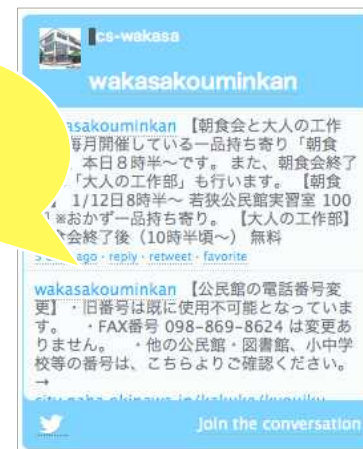 cs-wakasa
wakasakouminkan
asakouminkan 【朝食会と大人の工作
毎月開催している一品持ち寄り「朝食
本日8時半~です。 また、朝食会終了
「大人の工作部」も行います。 【朝食
1/12日8時半~ 若狭公民館実習室 100
※おかず一品持ち寄り。 【大人の工作部】
食会終了後(10時半頃~) 無料
ago · reply · retweet · favorite
wakasakouminkan 【公民館の電話番号変
更】 ・旧番号は既に使用不可能となっていま
す。 ・FAX番号 098-869-8624 は変更あ
りません。 ・他の公民館・図書館、小中学
校等の番号は、こちらよりご確認ください。
→
Join the conversation